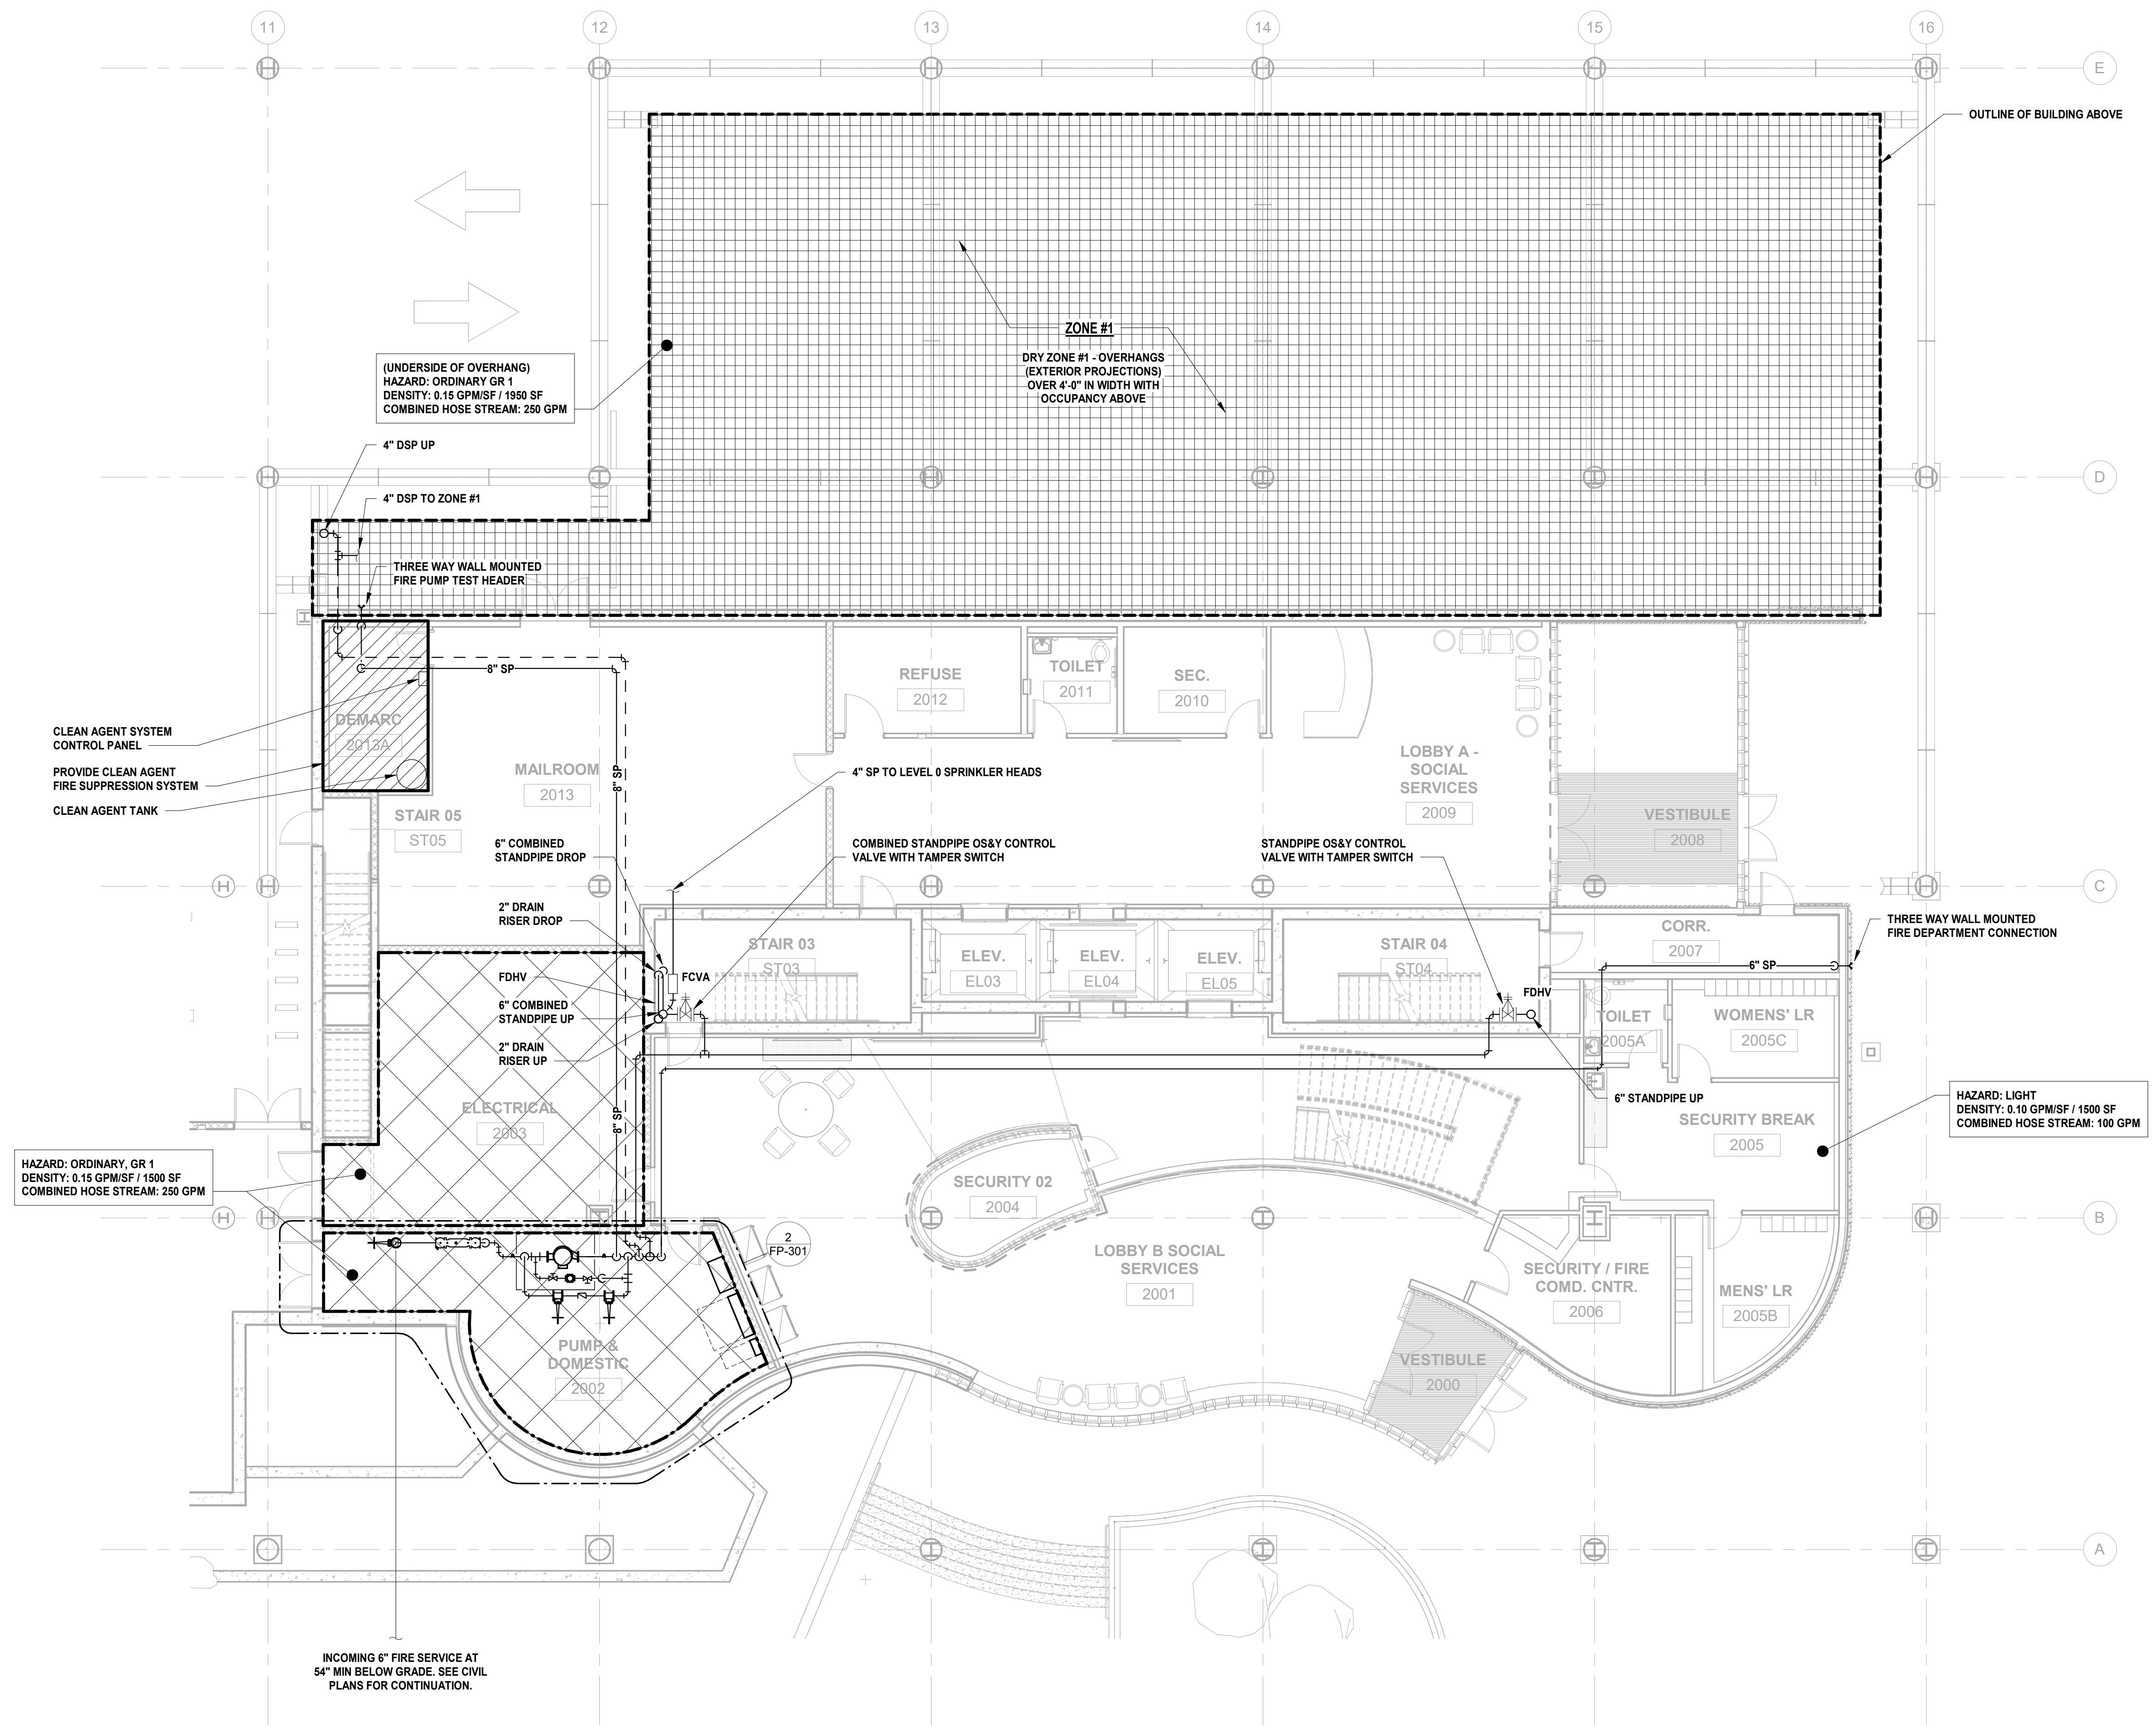 11
12
13
14
15
16
E
OUTLINE OF BUILDING ABOVE
ZONE #1
DRY ZONE #1 - OVERHANGS
(EXTERIOR PROJECTIONS)
OVER 4'-0" IN WIDTH WITH
OCCUPANCY ABOVE
(UNDERSIDE OF OVERHANG)
HAZARD: ORDINARY GR 1
DENSITY: 0.15 GPM/SF / 1950 SF
COMBINED HOSE STREAM: 250 GPM
4" DSP UP
D
4" DSP TO ZONE #1
THREE WAY WALL MOUNTED
FIRE PUMP TEST HEADER
8" SP
REFUSE
2012
TOILET
2011
SEC.
2010
DEMARC
2013A
CLEAN AGENT SYSTEM
CONTROL PANEL
PROVIDE CLEAN AGENT
FIRE SUPPRESSION SYSTEM
CLEAN AGENT TANK
MAILROOM
2013
8" SP
4" SP TO LEVEL 0 SPRINKLER HEADS
LOBBY A -
SOCIAL
SERVICES
2009
STAIR 05
ST05
VESTIBULE
2008
6" COMBINED
STANDPIPE DROP
COMBINED STANDPIPE OS&Y CONTROL
VALVE WITH TAMPER SWITCH
STANDPIPE OS&Y CONTROL
VALVE WITH TAMPER SWITCH
C
2" DRAIN
RISER DROP
THREE WAY WALL MOUNTED
FIRE DEPARTMENT CONNECTION
CORR.
2007
STAIR 03
ST03
ELEV.
EL03
ELEV.
EL04
ELEV.
EL05
STAIR 04
ST04
6" SP
FDHV
FCVA
FDHV
6" COMBINED
STANDPIPE UP
2" DRAIN
RISER UP
TOILET
2005A
WOMENS' LR
2005C
6" STANDPIPE UP
ELECTRICAL
2003
8" SP
SECURITY BREAK
2005
HAZARD: LIGHT
DENSITY: 0.10 GPM/SF / 1500 SF
COMBINED HOSE STREAM: 100 GPM
HAZARD: ORDINARY, GR 1
DENSITY: 0.15 GPM/SF / 1500 SF
COMBINED HOSE STREAM: 250 GPM
SECURITY 02
2004
B
2
FP-301
LOBBY B SOCIAL
SERVICES
2001
SECURITY / FIRE
COMD. CNTR.
2006
MENS' LR
2005B
PUMP &
DOMESTIC
2002
VESTIBULE
2000
A
INCOMING 6" FIRE SERVICE AT
54" MIN BELOW GRADE. SEE CIVIL
PLANS FOR CONTINUATION.